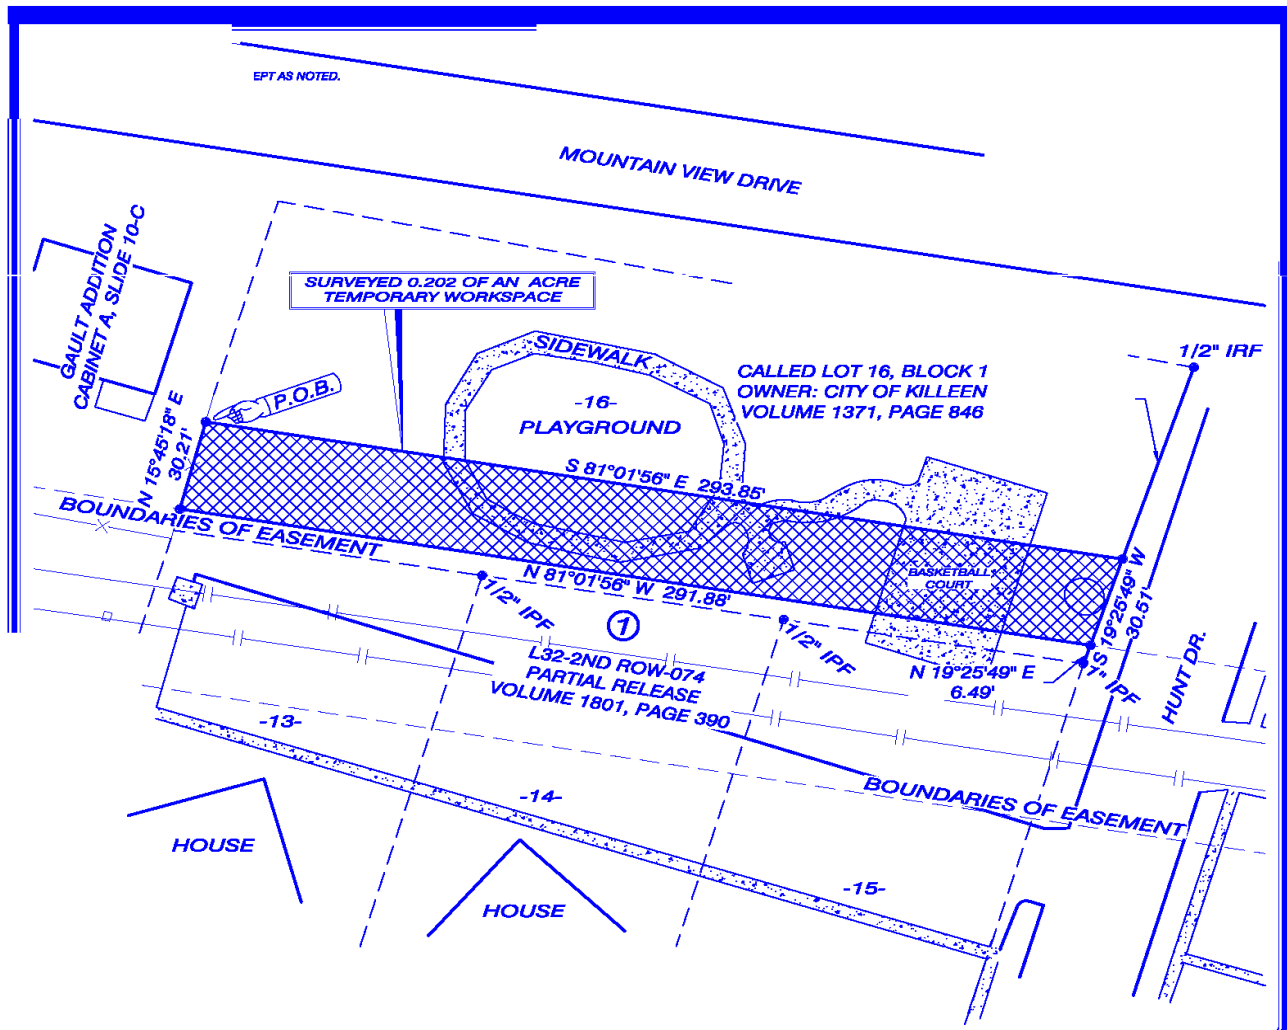 EPT AS NOTED.
MOUNTAIN VIEW DRIVE
GAULT ADDITION
CABINET A, SLIDE 10-C
SURVEYED 0.202 OF AN ACRE
TEMPORARY WORKSPACE
SIDEWALK
1/2" IRF
CALLED LOT 16, BLOCK 1
OWNER: CITY OF KILLEEN
VOLUME 1371, PAGE 846
P.O.B.
-16-
PLAYGROUND
N 15°45'18" E
30.21'
S 81°01'56" E 293.85'
BOUNDARIES OF EASEMENT
N 81°01'56" W 291.88'
BASKETBALL
COURT
S 19°25'49" W
30.51'
1/2" IPF
1
1/2" IPF
N 19°25'49" E
6.49'
1" IPF
HUNT DR.
L32-2ND ROW-074
PARTIAL RELEASE
VOLUME 1801, PAGE 390
-13-
-14-
BOUNDARIES OF EASEMENT
HOUSE
HOUSE
-15-